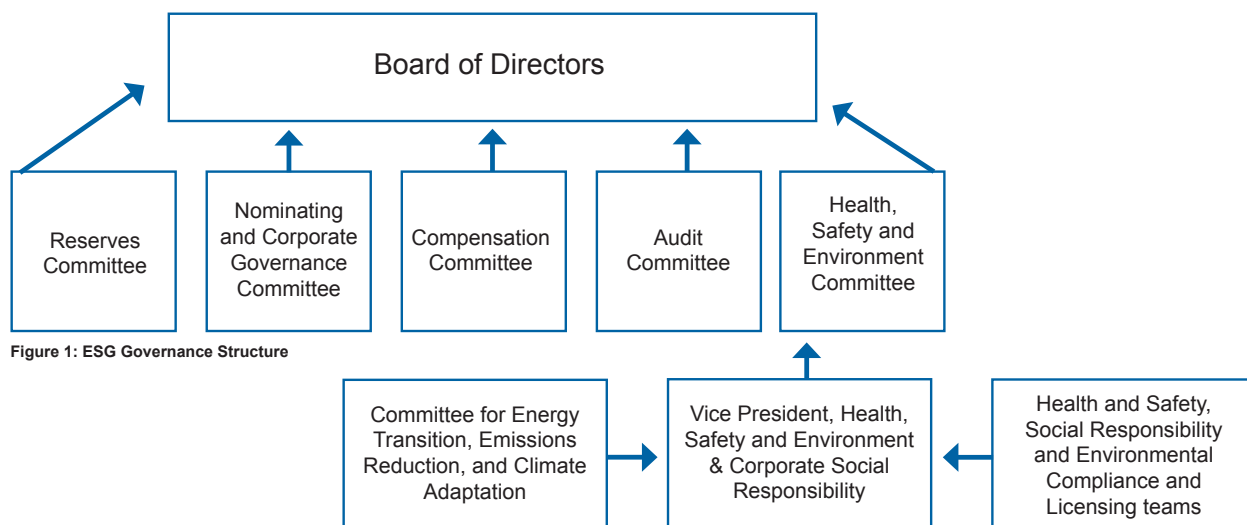 Board of Directors
Reserves
Committee
Nominating
and Corporate
Governance
Committee
Compensation
Committee
Audit
Committee
Health,
Safety and
Environment
Committee
Figure 1: ESG Governance Structure
Committee for Energy
Transition, Emissions
Reduction, and Climate
Adaptation
Vice President, Health,
Safety and Environment
& Corporate Social
Responsibility
Health and Safety,
Social Responsibility
and Environmental
Compliance and
Licensing teams